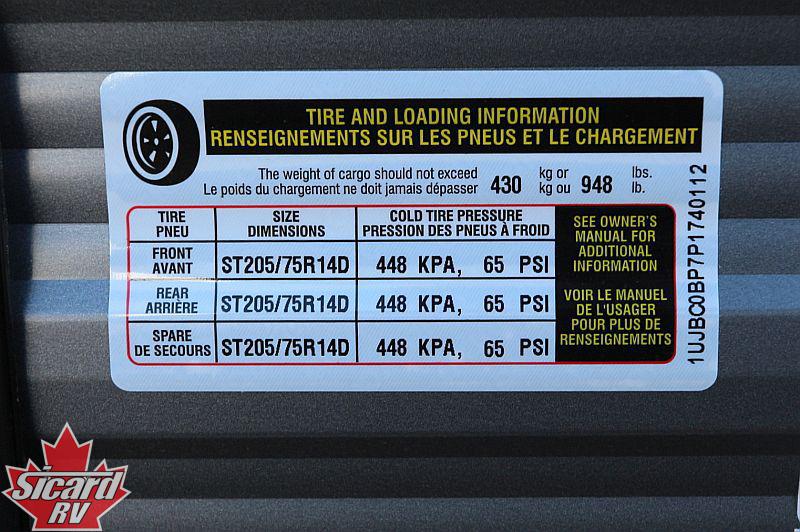 TIRE AND LOADING INFORMATION
RENSEIGNEMENTS SUR LES PNEUS ET LE CHARGEMENT
The weight of cargo should not exceed 430 kg or 948 lbs.
Le poids du chargement ne doit jamais dépasser kg ou lb.
TIRE PNEU
SIZE DIMENSIONS
COLD TIRE PRESSURE
PRESSION DES PNEUS À FROID
FRONT AVANT ST205/75R14D 448 KPA, 65 PSI
REAR ARRIÈRE ST205/75R14D 448 KPA, 65 PSI
SPARE DE SECOURS ST205/75R14D 448 KPA, 65 PSI
SEE OWNER'S
MANUAL FOR
ADDITIONAL
INFORMATION
VOIR LE MANUEL
DE L'USAGER
POUR PLUS DE
RENSEIGNEMENTS
1UJBC0BP7P1740112
Sicard
RV